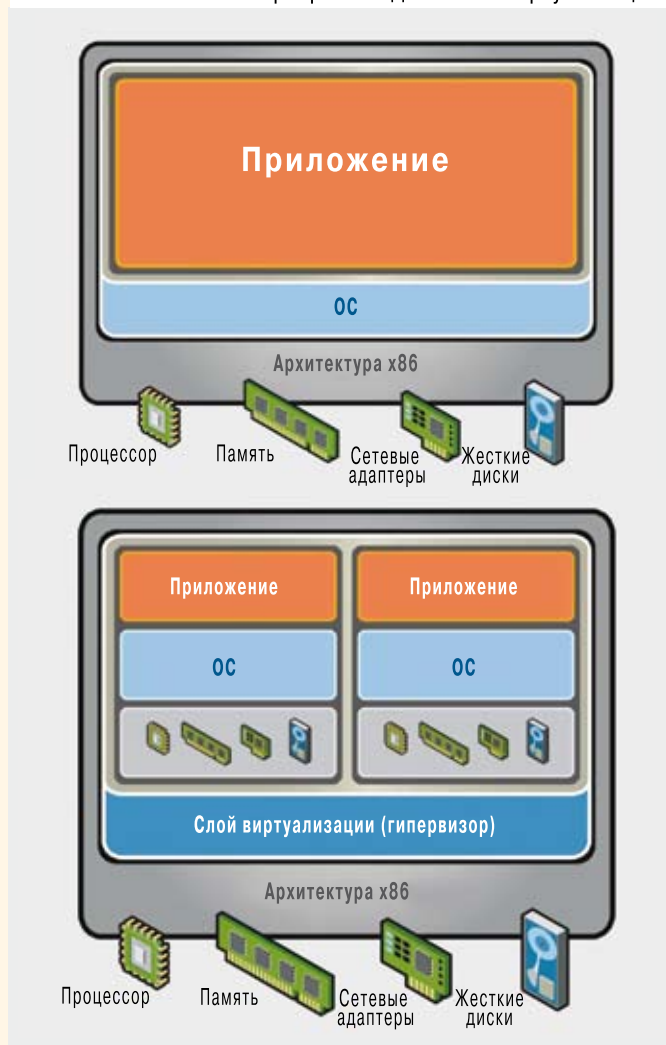 Приложение
ОС
Архитектура x86
Процессор
Память
Сетевые
адаптеры
Жесткие
диски
Приложение
Приложение
ОС
ОС
Слой виртуализации (гипервизор)
Архитектура x86
Процессор
Память
Сетевые
адаптеры
Жесткие
диски